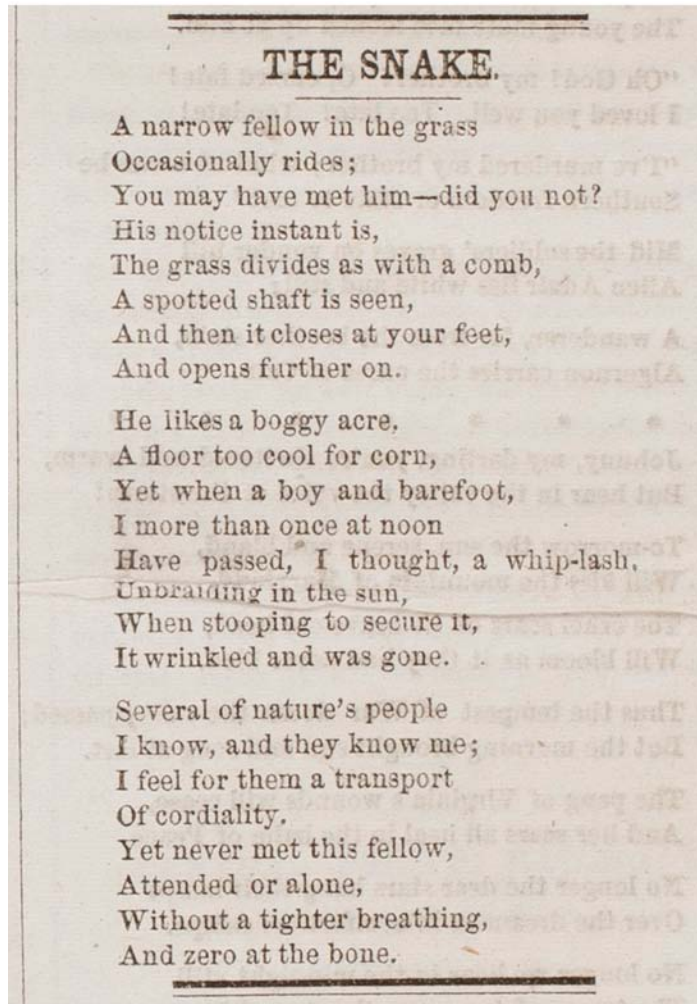 THE SNAKE.
A narrow fellow in the grass
Occasionally rides;
You may have met him—did you not?
His notice instant is,
The grass divides as with a comb,
A spotted shaft is seen,
And then it closes at your feet,
And opens further on.
He likes a boggy acre,
A floor too cool for corn,
Yet when a boy and barefoot,
I more than once at noon
Have passed, I thought, a whip-lash,
Unbraiding in the sun,
When stooping to secure it,
It wrinkled and was gone.
Several of nature's people
I know, and they know me;
I feel for them a transport
Of cordiality.
Yet never met this fellow,
Attended or alone,
Without a tighter breathing,
And zero at the bone.